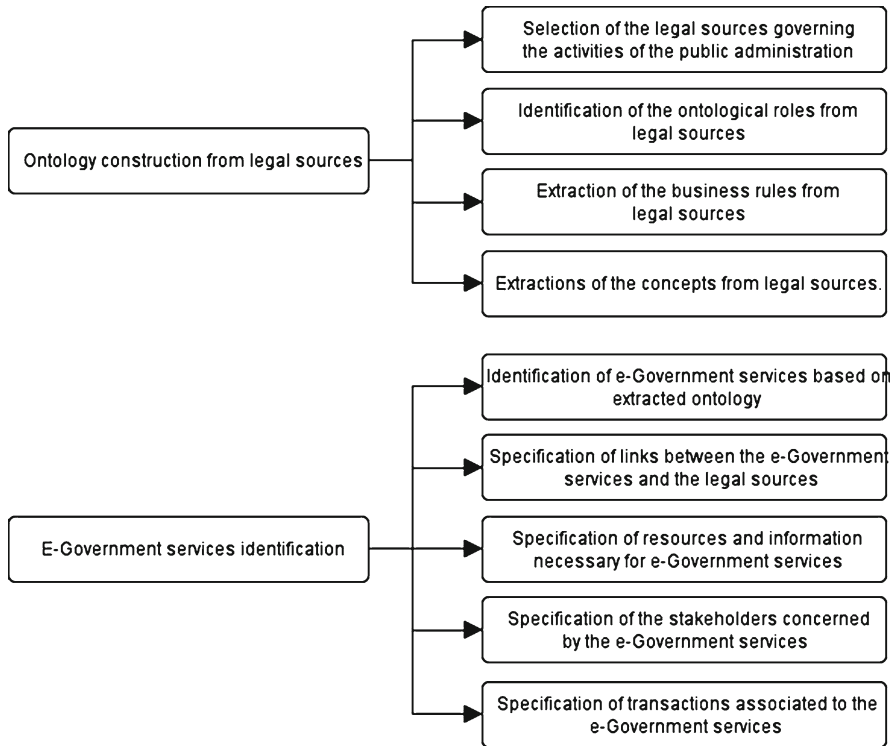 Selection of the legal sources governing
the activities of the public administration
Identification of the ontological roles from
legal sources
Ontology construction from legal sources
Extraction of the business rules from
legal sources
Extractions of the concepts from legal sources.
Identification of e-Government services based on
extracted ontology
Specification of links between the e-Government
services and the legal sources
E-Government services identification
Specification of resources and information
necessary for e-Government services
Specification of the stakeholders concerned
by the e-Government services
Specification of transactions associated to the
e-Government services